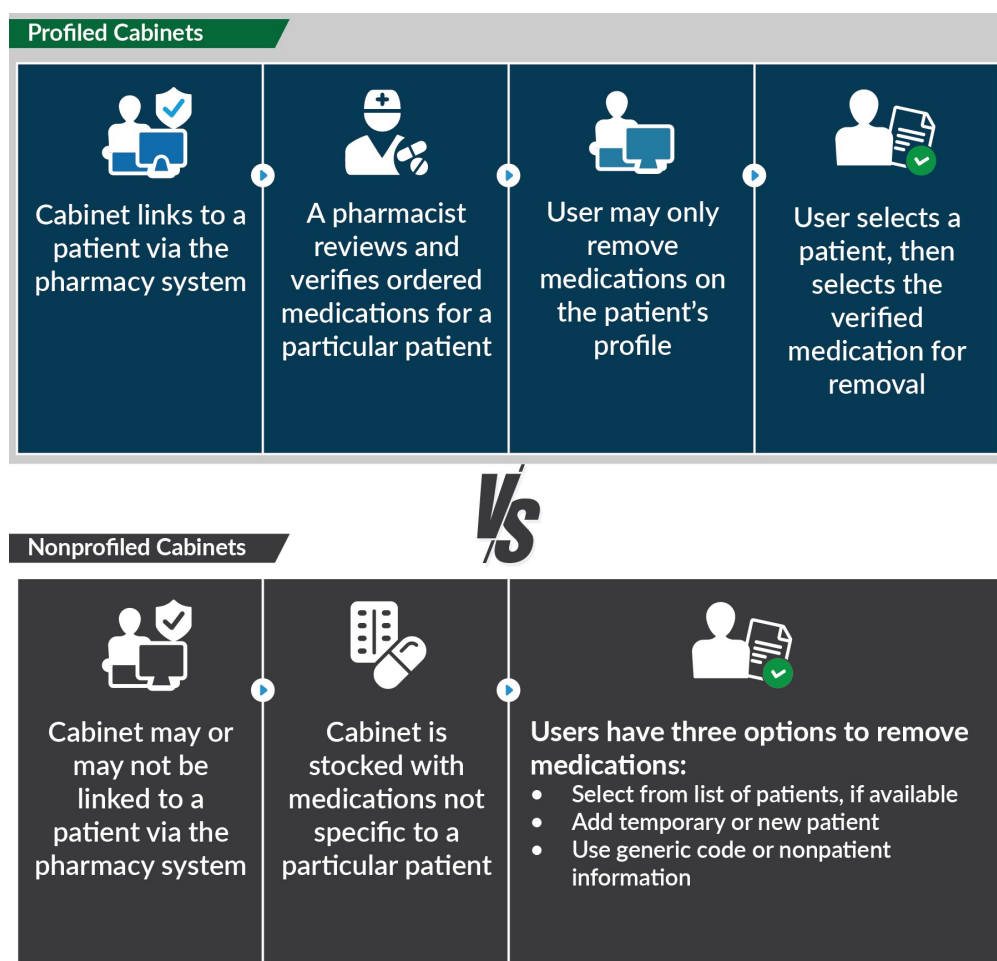 Profiled Cabinets
Cabinet links to a
patient via the
pharmacy system
A pharmacist
reviews and
verifies ordered
medications for a
particular patient
User may only
remove
medications on
the patient’s
profile
User selects a
patient, then
selects the
verified
medication for
removal
VS
Nonprofiled Cabinets
Cabinet may or
may not be
linked to a
patient via the
pharmacy system
Cabinet is
stocked with
medications not
specific to a
particular patient
Users have three options to remove
medications:
• Select from list of patients, if available
• Add temporary or new patient
• Use generic code or nonpatient
information